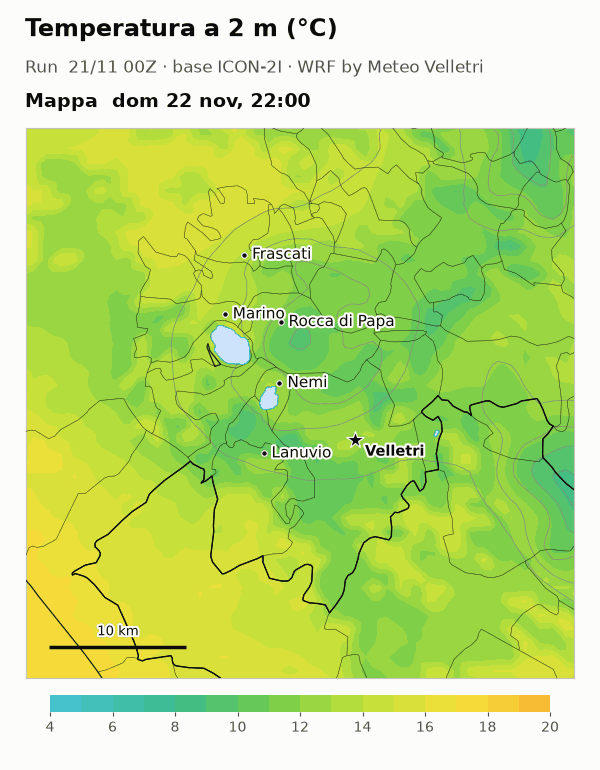 Temperatura a 2 m (°C)
Run  21/11 00Z · base ICON-2I · WRF by Meteo Velletri
Mappa  dom 22 nov, 22:00
Frascati
Marino
Rocca di Papa
Nemi
Velletri
Lanuvio
10 km
4 6 8 10 12 14 16 18 20